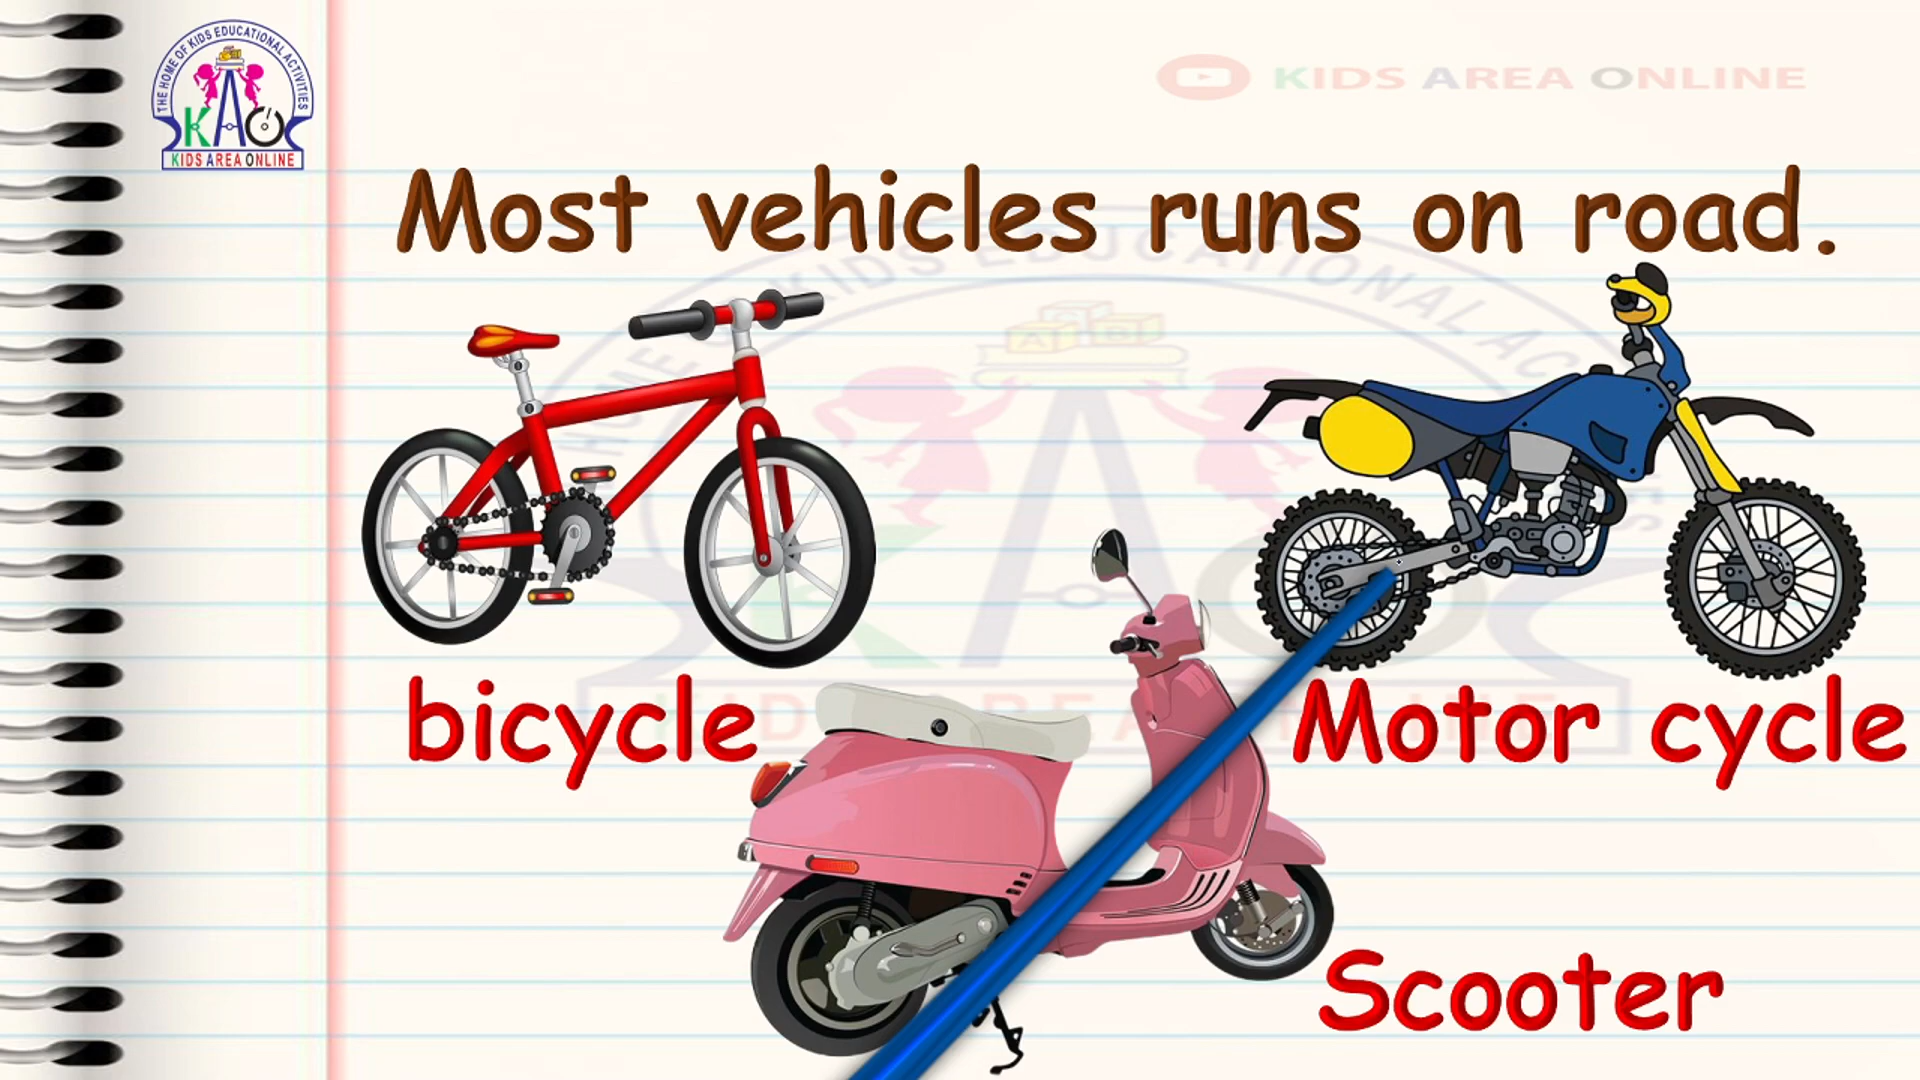 THE HOME OF KIDS EDUCATIONAL ACTIVITIES
KAO
KIDS AREA ONLINE
KIDS AREA ONLINE
Most vehicles runs on road.
bicycle
Motor cycle
Scooter